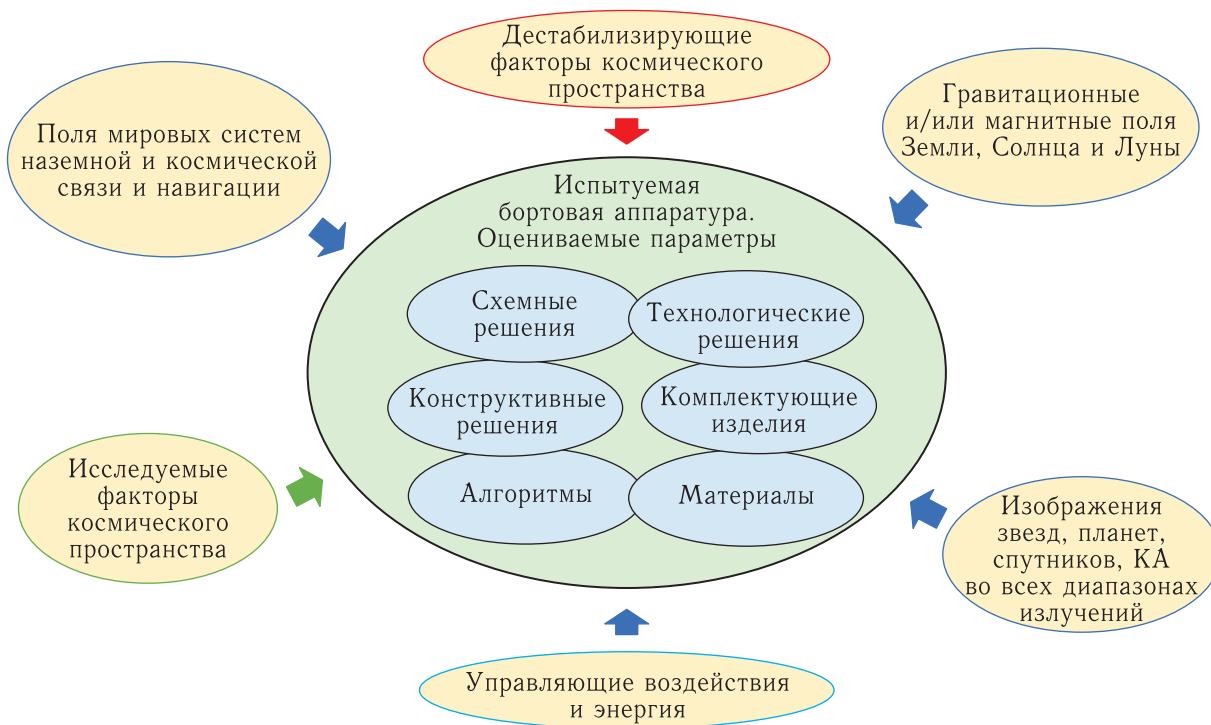 Дестабилизирующие
факторы космического
пространства
Поля мировых систем
наземной и космической
связи и навигации
Гравитационные
и/или магнитные поля
Земли, Солнца и Луны
Испытуемая
бортовая аппаратура.
Оцениваемые параметры
Схемные
решения
Технологические
решения
Конструктивные
решения
Комплектующие
изделия
Алгоритмы
Материалы
Исследуемые
факторы
космического
пространства
Изображения
звезд, планет,
спутников, КА
во всех диапазонах
излучений
Управляющие воздействия
и энергия